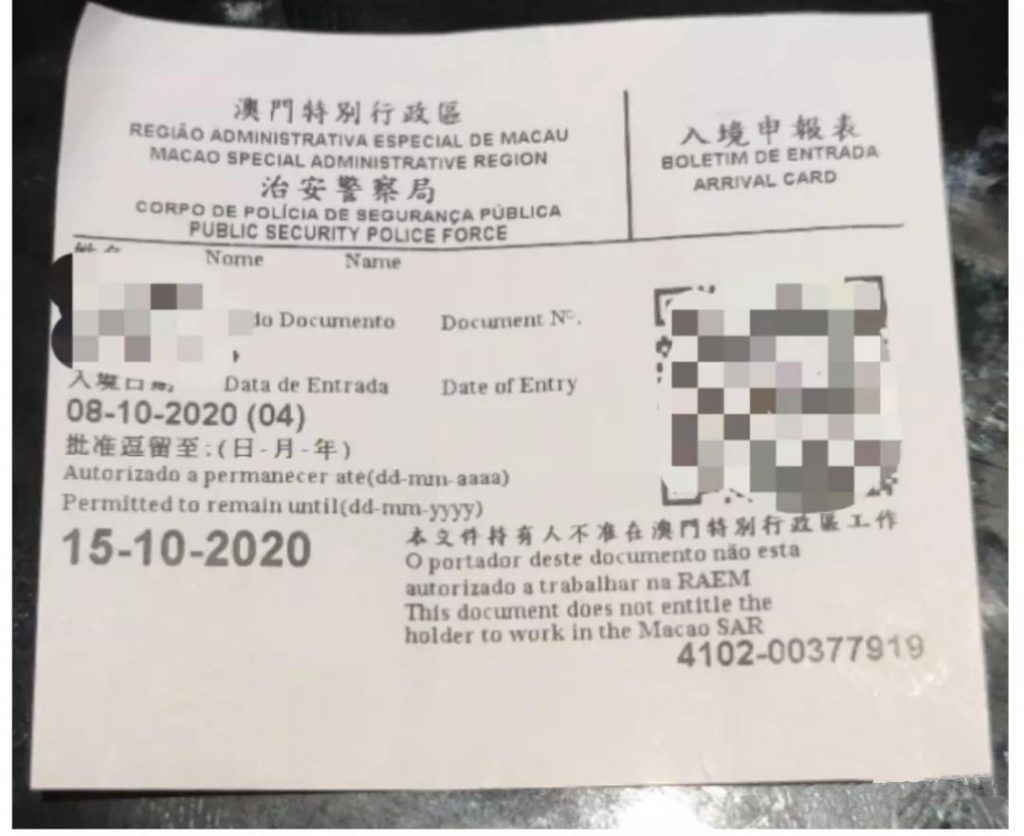 澳門特別行政區
REGIÃO ADMINISTRATIVA ESPECIAL DE MACAU
MACAO SPECIAL ADMINISTRATIVE REGION
治安警察局
CORPO DE POLÍCIA DE SEGURANÇA PÚBLICA
PUBLIC SECURITY POLICE FORCE
入境申報表
BOLETIM DE ENTRADA
ARRIVAL CARD
Nome Name
do Documento Document Nº.
入境日期 Data de Entrada Date of Entry
08-10-2020 (04)
批准逗留至:(日-月-年)
Autorizado a permanecer ate(dd-mm-aaaa)
Permitted to remain until(dd-mm-yyyy)
15-10-2020
本文件持有人不准在澳門特別行政區工作
O portador deste documento não esta
autorizado a trabalhar na RAEM
This document does not entitle the
holder to work in the Macao SAR
4102-00377919